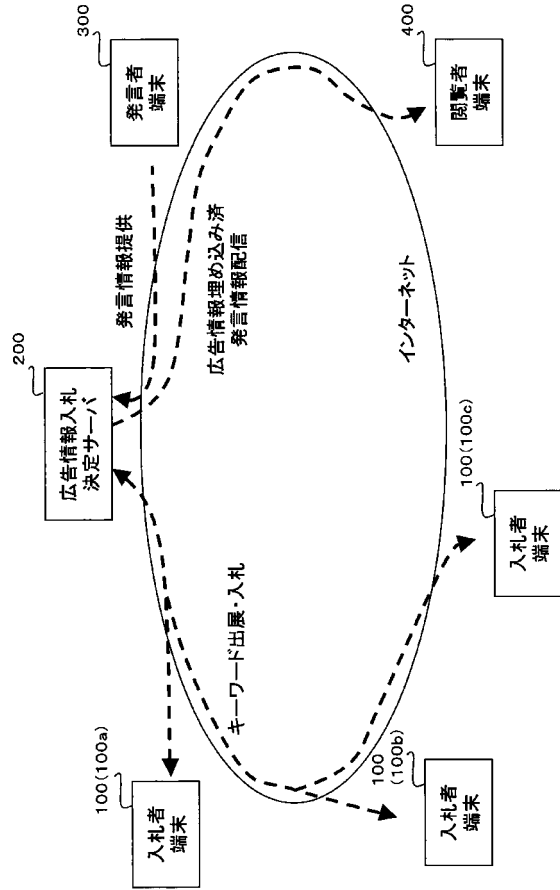 200
広告情報入札
決定サーバ
300
発言者
端末
発言情報提供
広告情報埋め込み済
発言情報配信
100(100a)
入札者
端末
キーワード出展・入札
インターネット
400
閲覧者
端末
100
(100b)
入札者
端末
100(100c)
入札者
端末